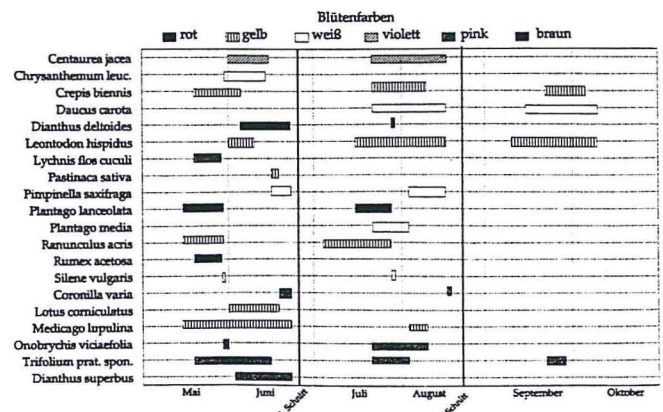 Blütenfarben
rot gelb weiß violett pink braun
Centaurea jacea
Chrysanthemum leuc.
Crepis biennis
Daucus carota
Dianthus deltoides
Leontodon hispidus
Lychnis flos cuculi
Pastinaca sativa
Pimpinella saxifraga
Plantago lanceolata
Plantago media
Ranunculus acris
Rumex acetosa
Silene vulgaris
Coronilla varia
Lotus corniculatus
Medicago lupulina
Onobrychis viciaefolia
Trifolium prat. spon.
Dianthus superbus
Mai Juni Schnitt Juli August Schnitt September Oktober